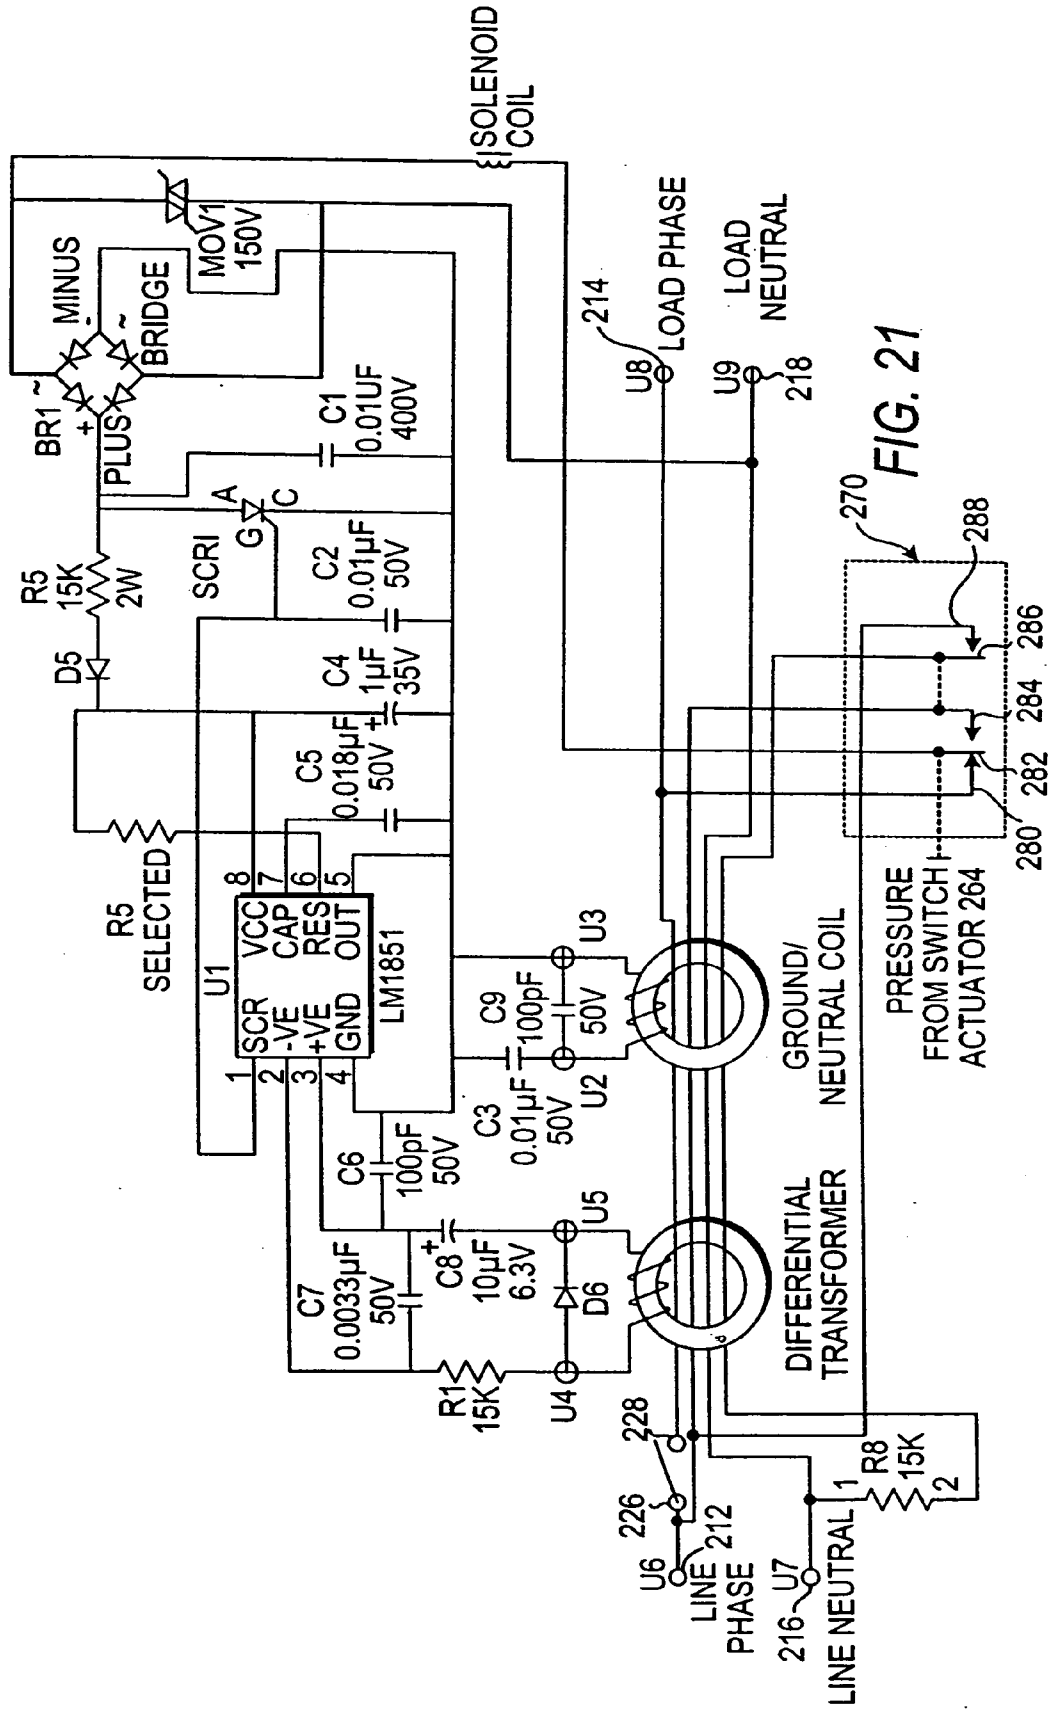 BR1
~
MINUS
-
+
PLUS
~
BRIDGE
MOV1
150V
SOLENOID
COIL
R5
15K
2W
D5
SCRI
G
A
C
C1
0.01UF
400V
C2
0.01µF
50V
C4
1µF
35V
+
C5
0.018µF
50V
R5
SELECTED
U1
1
SCR
VCC
8
2
-VE
CAP
7
3
+VE
RES
6
4
GND
OUT
5
LM1851
C6
100pF
50V
C7
0.0033µF
50V
+
C8
10µF
6.3V
R1
15K
U4
D6
U5
C3
0.01µF
50V
U2
C9
100pF
50V
U3
DIFFERENTIAL
TRANSFORMER
GROUND/
NEUTRAL COIL
226
228
U6
212
LINE
PHASE
U7
216
LINE NEUTRAL
1
R8
15K
2
U8
214
LOAD PHASE
U9
218
LOAD
NEUTRAL
PRESSURE
FROM SWITCH
ACTUATOR 264
270
280
282
284
286
288
FIG. 21